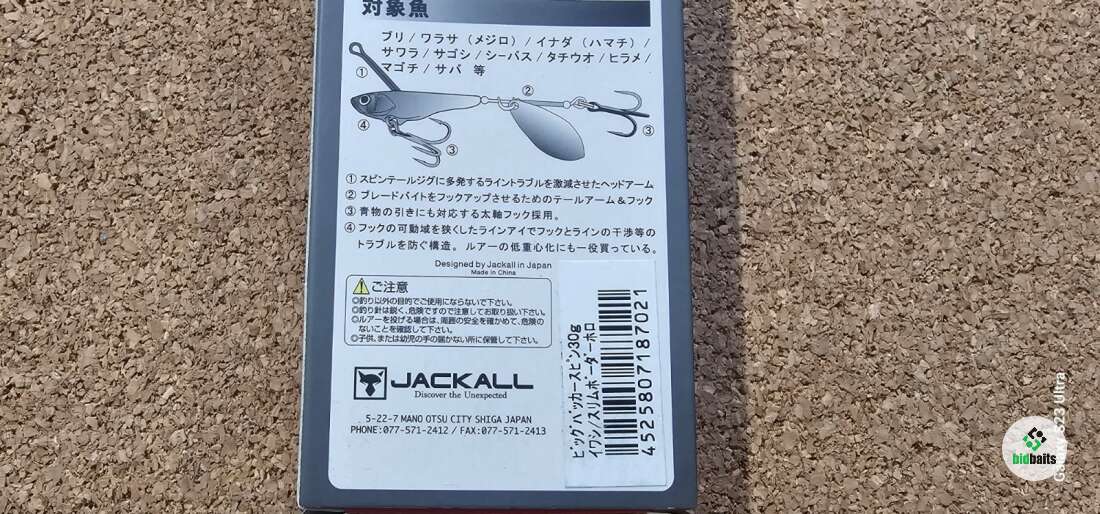 対象魚
ブリ / ワラサ（メジロ）/ イナダ（ハマチ）/
サワラ / サゴシ / シーバス / タチウオ / ヒラメ /
マゴチ / サバ 等
①
②
③
④
③
① スピンテールジグに多発するライントラブルを激減させたヘッドアーム
② ブレードバイトをフックアップさせるためのテールアーム＆フック
③ 青物の引きにも対応する太軸フック採用。
④ フックの可動域を狭くしたラインアイでフックとラインの干渉等の
トラブルを防ぐ構造。ルアーの低重心化にも一役買っている。
Designed by Jackall in Japan
Made in China
ご注意
◎釣り以外の目的でご使用にならないで下さい。
◎釣り針は鋭く、危険ですので注意してお取り扱い下さい。
◎ルアーを投げる場合は、周囲の安全を確かめて、危険の
ないことを確認して下さい。
◎子供、または幼児の手の届かない所に保管して下さい。
JACKALL
Discover the Unexpected
5-22-7 MANO OTSU CITY SHIGA JAPAN
PHONE:077-571-2412 / FAX:077-571-2413
ビッグバッカースピン30g
イワシ/スリムボーダーホロ
4525807187021
bidbaits
S23 Ultra